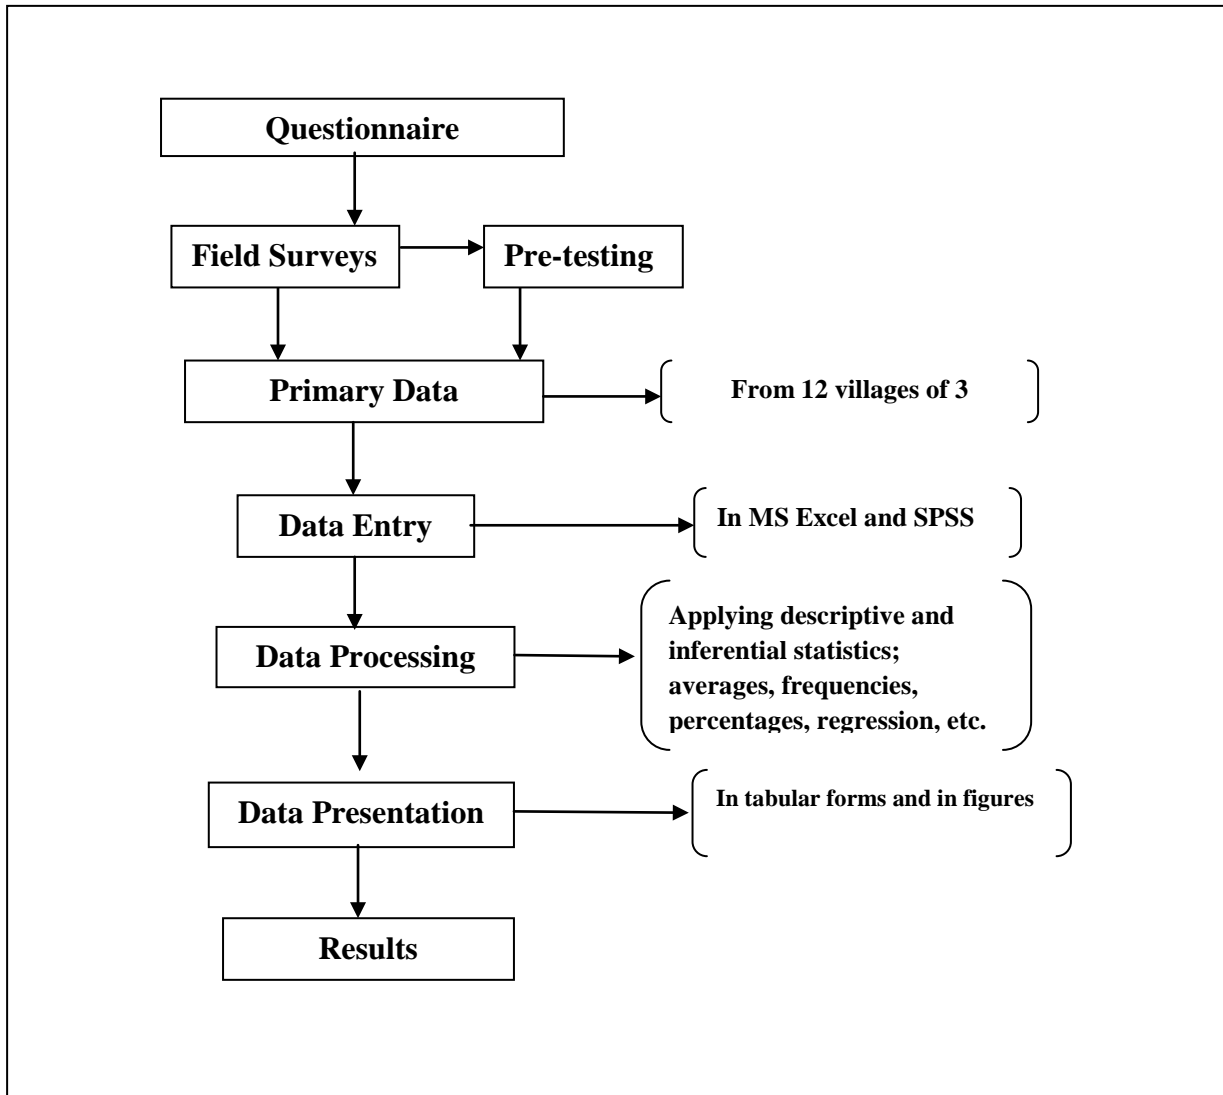 Questionnaire
Field Surveys
Pre-testing
Primary Data
From 12 villages of 3
Data Entry
In MS Excel and SPSS
Data Processing
Applying descriptive and
inferential statistics;
averages, frequencies,
percentages, regression, etc.
Data Presentation
In tabular forms and in figures
Results